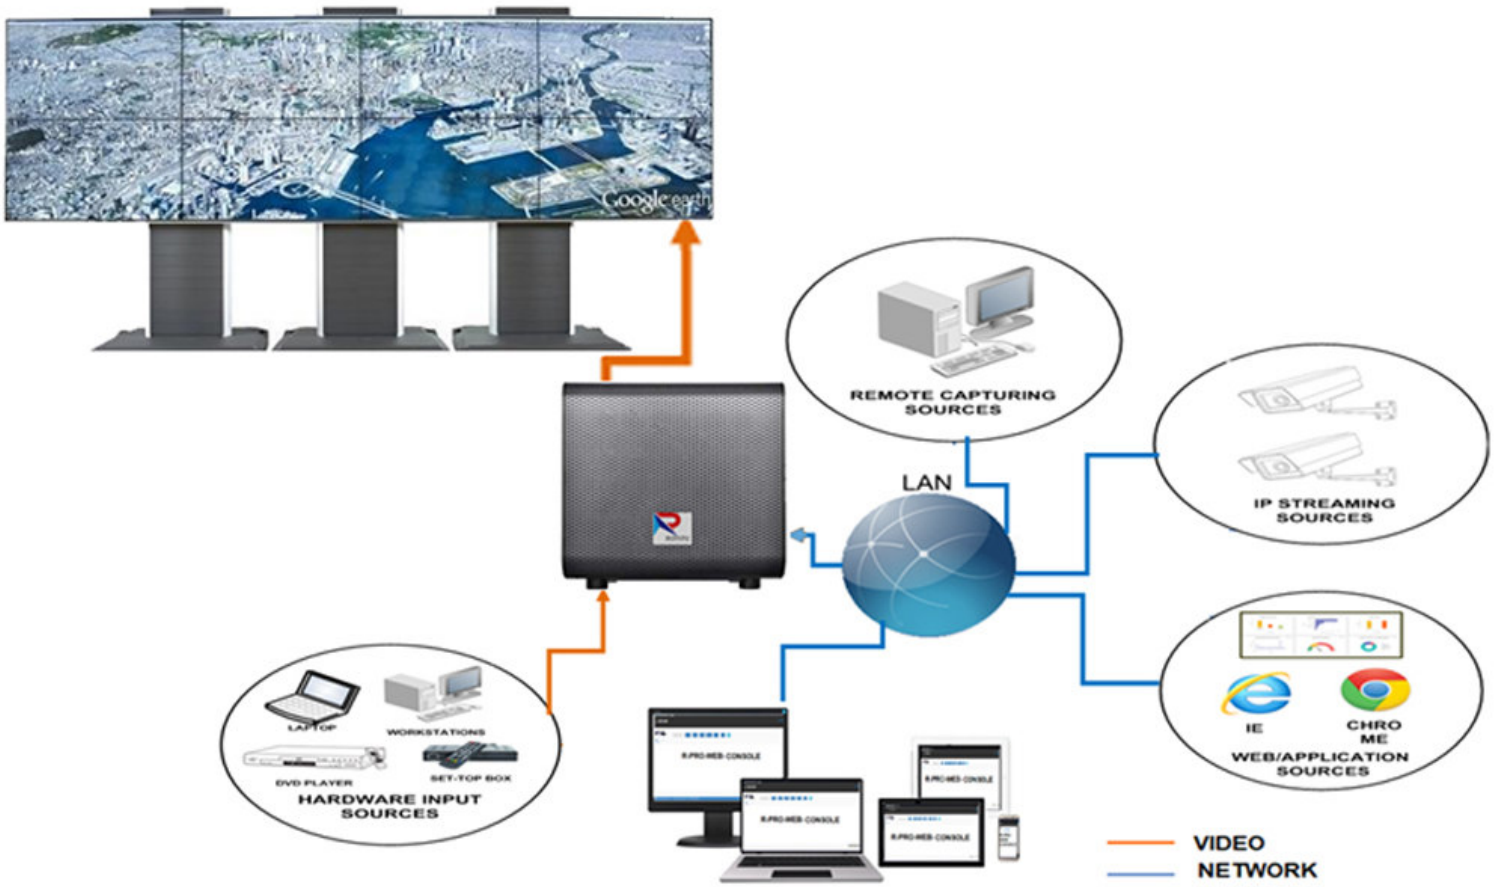 Google earth
REMOTE CAPTURING
SOURCES
LAN
IP STREAMING
SOURCES
LAPTOP
WORKSTATIONS
DVD PLAYER
SET-TOP BOX
HARDWARE INPUT
SOURCES
R-PRO-WEB-CONSOLE
R-PRO-WEB-CONSOLE
R-PRO-WEB-CONSOLE
R-PRO-WEB-CONSOLE
IE
CHRO
ME
WEB/APPLICATION
SOURCES
VIDEO
NETWORK